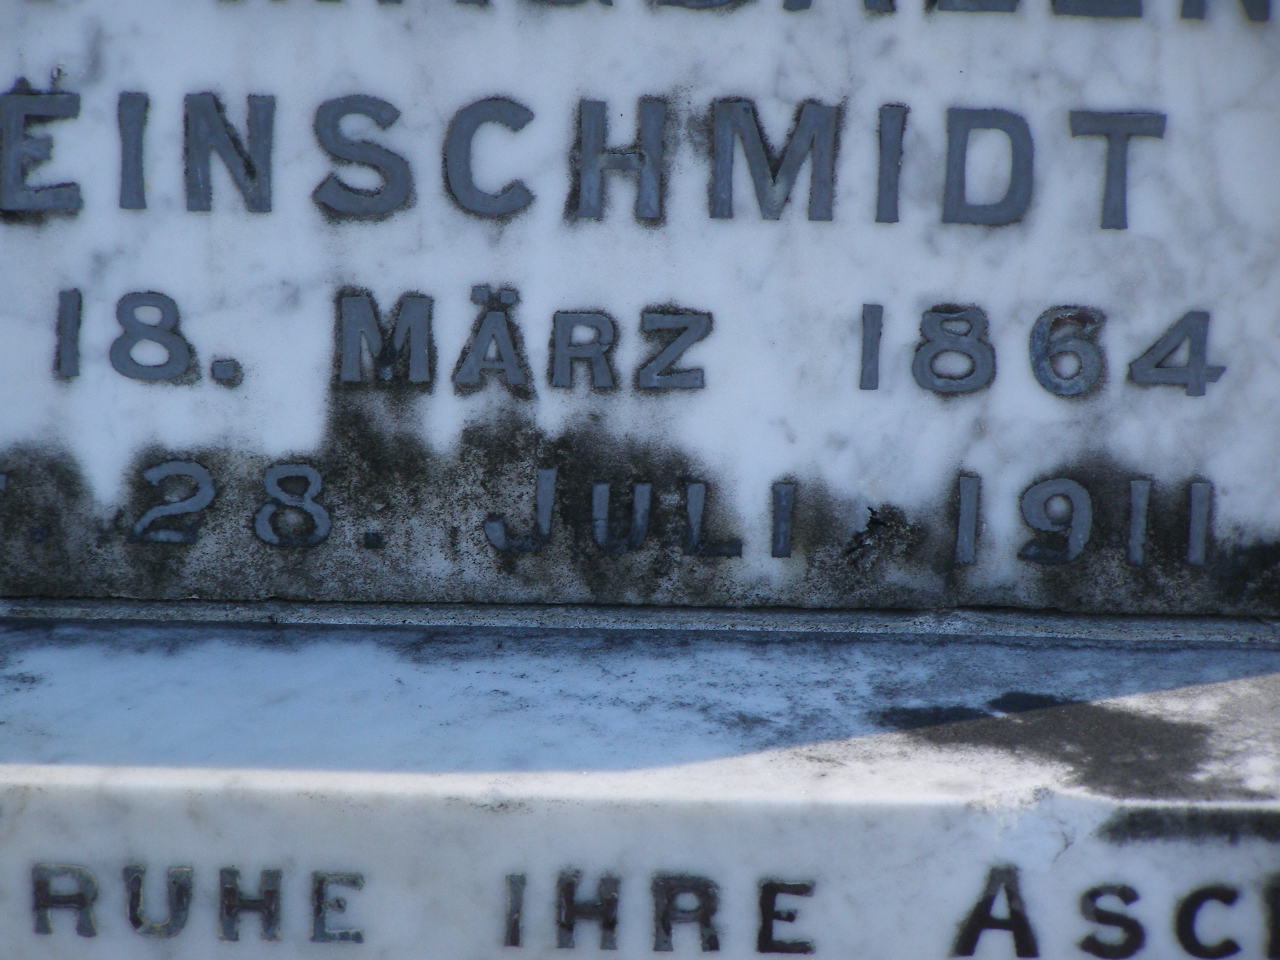 EINSCHMIDT
18. MÄRZ 1864
28. JULI 1911
RUHE IHRE ASC